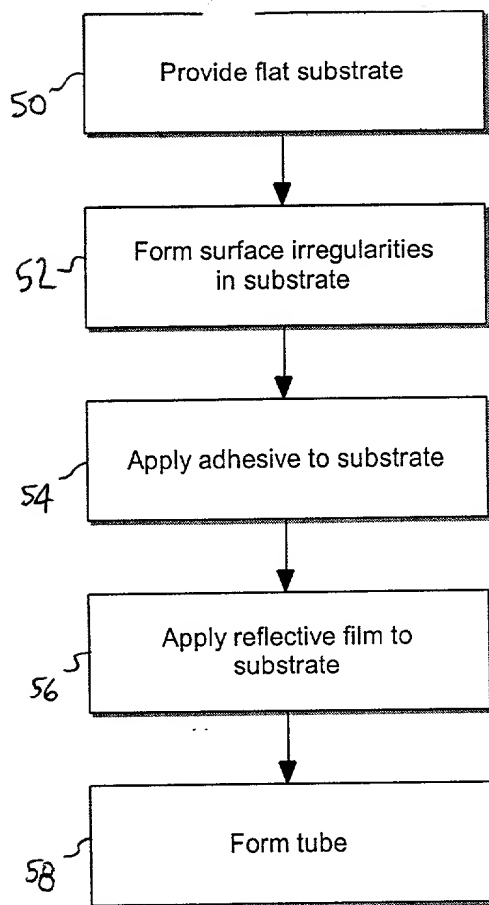 50
Provide flat substrate
52
Form surface irregularities
in substrate
54
Apply adhesive to substrate
56
Apply reflective film to
substrate
58
Form tube